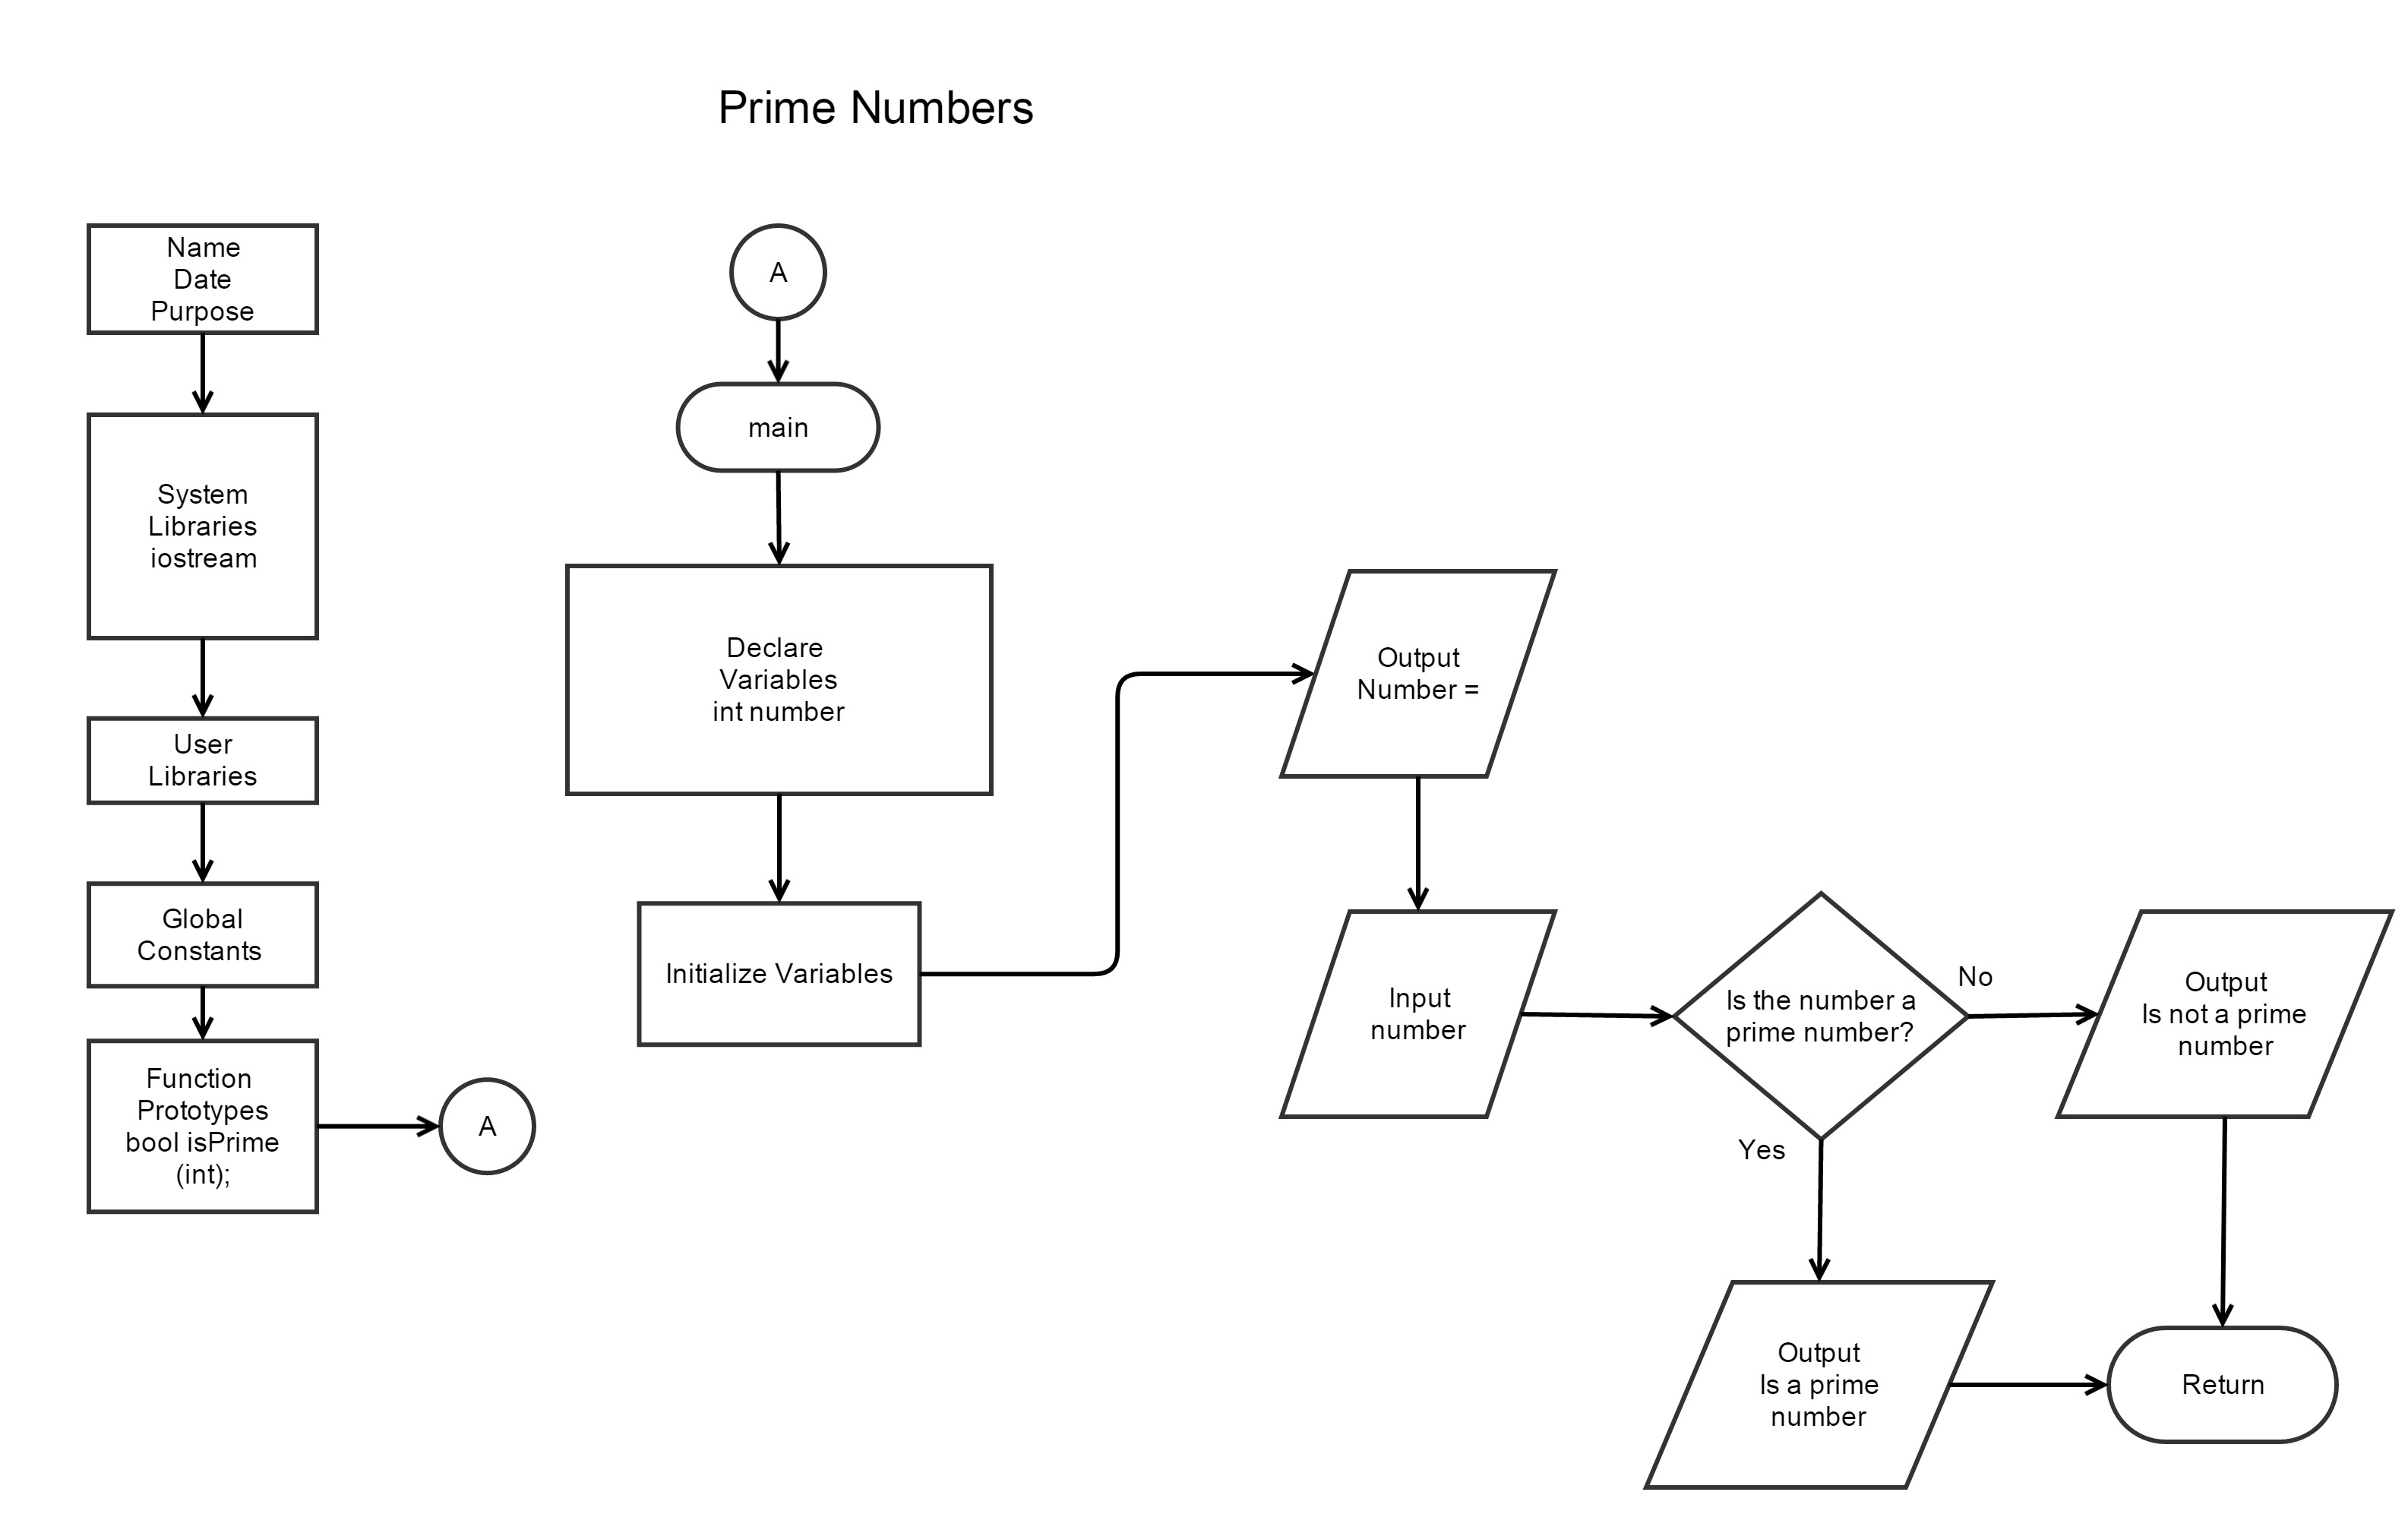 Prime Numbers
Name
Date
Purpose
System
Libraries
iostream
User
Libraries
Global
Constants
Function
Prototypes
bool isPrime
(int);
A
A
main
Declare
Variables
int number
Initialize Variables
Output
Number =
Input
number
Is the number a
prime number?
No
Yes
Output
Is not a prime
number
Output
Is a prime
number
Return